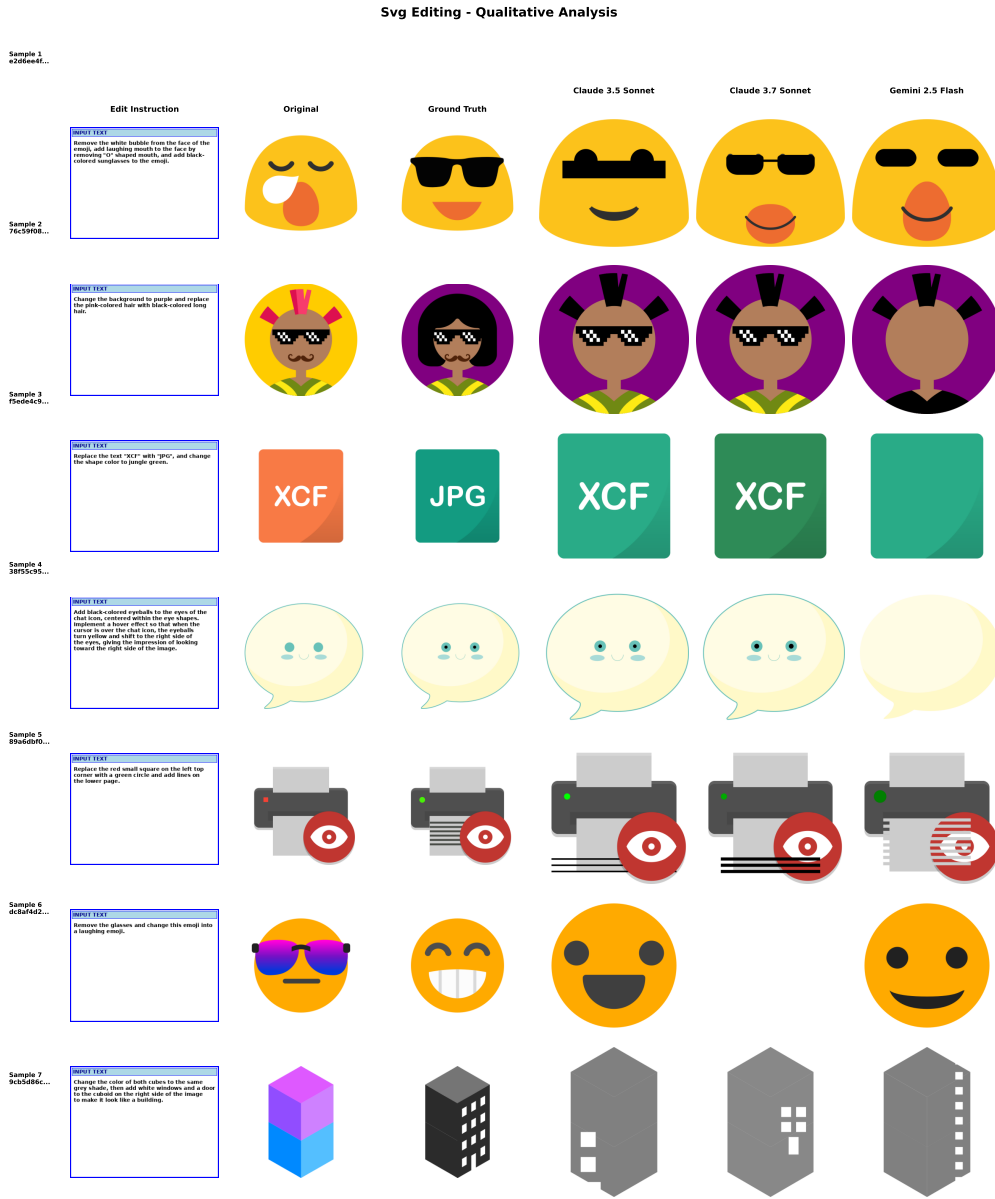 Svg Editing - Qualitative Analysis
Sample 1
e2d6ee4f...
Edit Instruction
Original
Ground Truth
Claude 3.5 Sonnet
Claude 3.7 Sonnet
Gemini 2.5 Flash
INPUT TEXT
Remove the white bubble from the face of the
emoji, add laughing mouth to the face by
removing "O" shaped mouth, and add black-
colored sunglasses to the emoji.
Sample 2
76c59f08...
INPUT TEXT
Change the background to purple and replace
the pink-colored hair with black-colored long
hair.
Sample 3
f5ede4c9...
INPUT TEXT
Replace the text "XCF" with "JPG", and change
the shape color to jungle green.
XCF
JPG
XCF
XCF
Sample 4
38f55c95...
INPUT TEXT
Add black-colored eyeballs to the eyes of the
chat icon, centered within the eye shapes.
Implement a hover effect so that when the
cursor is over the chat icon, the eyeballs
turn yellow and shift to the right side of
the eyes, giving the impression of looking
toward the right side of the image.
Sample 5
89a6dbf0...
INPUT TEXT
Replace the red small square on the left top
corner with a green circle and add lines on
the lower page.
Sample 6
dc8af4d2...
INPUT TEXT
Remove the glasses and change this emoji into
a laughing emoji.
Sample 7
9cb5d86c...
INPUT TEXT
Change the color of both cubes to the same
grey shade, then add white windows and a door
to the cuboid on the right side of the image
to make it look like a building.